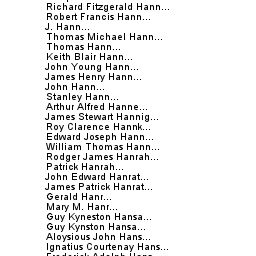 Richard Fitzgerald Hann...
Robert Francis Hann...
J. Hann...
Thomas Michael Hann...
Thomas Hann...
Keith Blair Hann...
John Young Hann...
James Henry Hann...
John Hann...
Stanley Hann...
Arthur Alfred Hanne...
James Stewart Hannig...
Roy Clarence Hannk...
Edward Joseph Hann...
William Thomas Hann...
Rodger James Hanrah...
Patrick Hanrah...
John Edward Hanrat...
James Patrick Hanrat...
Gerald Hanr...
Mary M. Hanr...
Guy Kyneston Hansa...
Guy Kynston Hansa...
Aloysious John Hans...
Ignatius Courtenay Hans...
Frederick Adolph Hans...